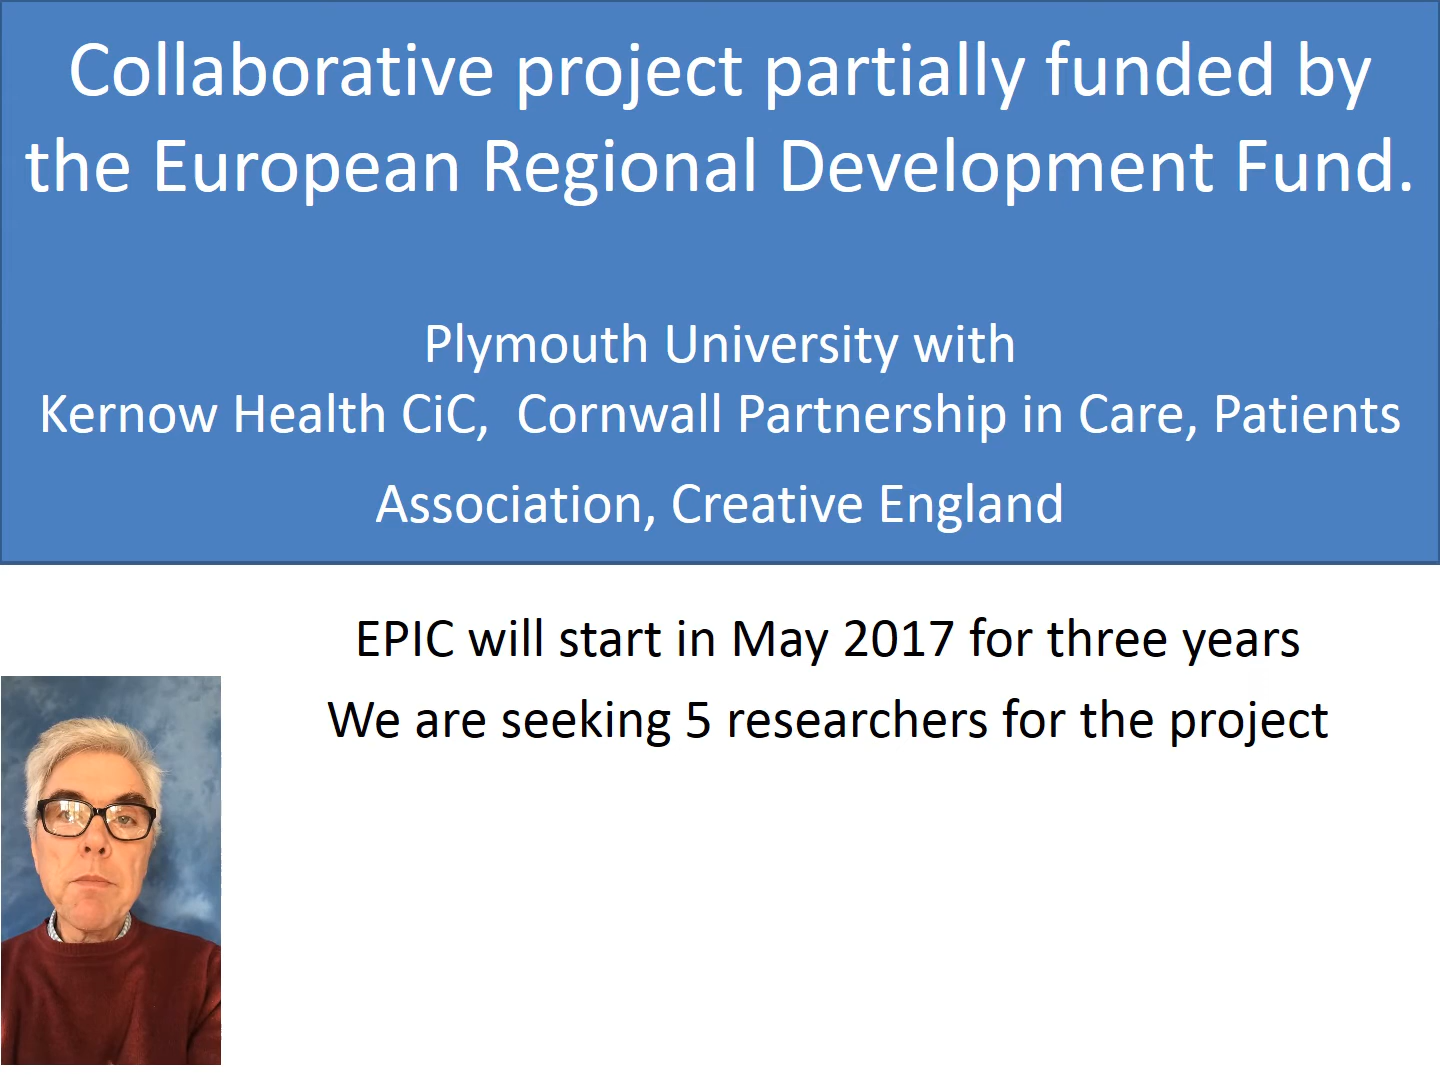 Collaborative project partially funded by
the European Regional Development Fund.
Plymouth University with
Kernow Health CiC,  Cornwall Partnership in Care, Patients
Association, Creative England
EPIC will start in May 2017 for three years
We are seeking 5 researchers for the project